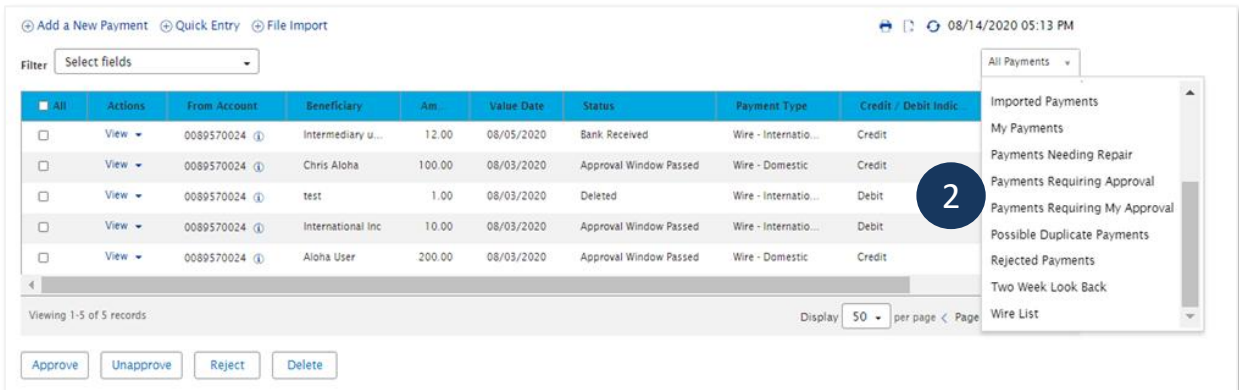 Add a New Payment Quick Entry File Import 08/14/2020 05:13 PM
Filter Select fields All Payments
All Actions From Account Beneficiary Am... Value Date Status Payment Type Credit / Debit Indic...
View 0089570024 Intermediary u... 12.00 08/05/2020 Bank Received Wire - Internatio... Credit
View 0089570024 Chris Aloha 100.00 08/03/2020 Approval Window Passed Wire - Domestic Credit
View 0089570024 test 1.00 08/03/2020 Deleted Wire - Internatio... Debit
View 0089570024 International Inc 10.00 08/03/2020 Approval Window Passed Wire - Internatio... Debit
View 0089570024 Aloha User 200.00 08/03/2020 Approval Window Passed Wire - Domestic Credit
Imported Payments
My Payments
Payments Needing Repair
Payments Requiring Approval
2
Payments Requiring My Approval
Possible Duplicate Payments
Rejected Payments
Two Week Look Back
Wire List
Viewing 1-5 of 5 records Display 50 per page < Page
Approve Unapprove Reject Delete